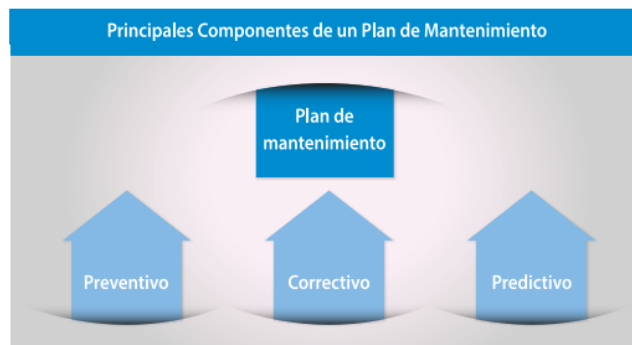 Principales Componentes de un Plan de Mantenimiento
Plan de
mantenimiento
Preventivo
Correctivo
Predictivo